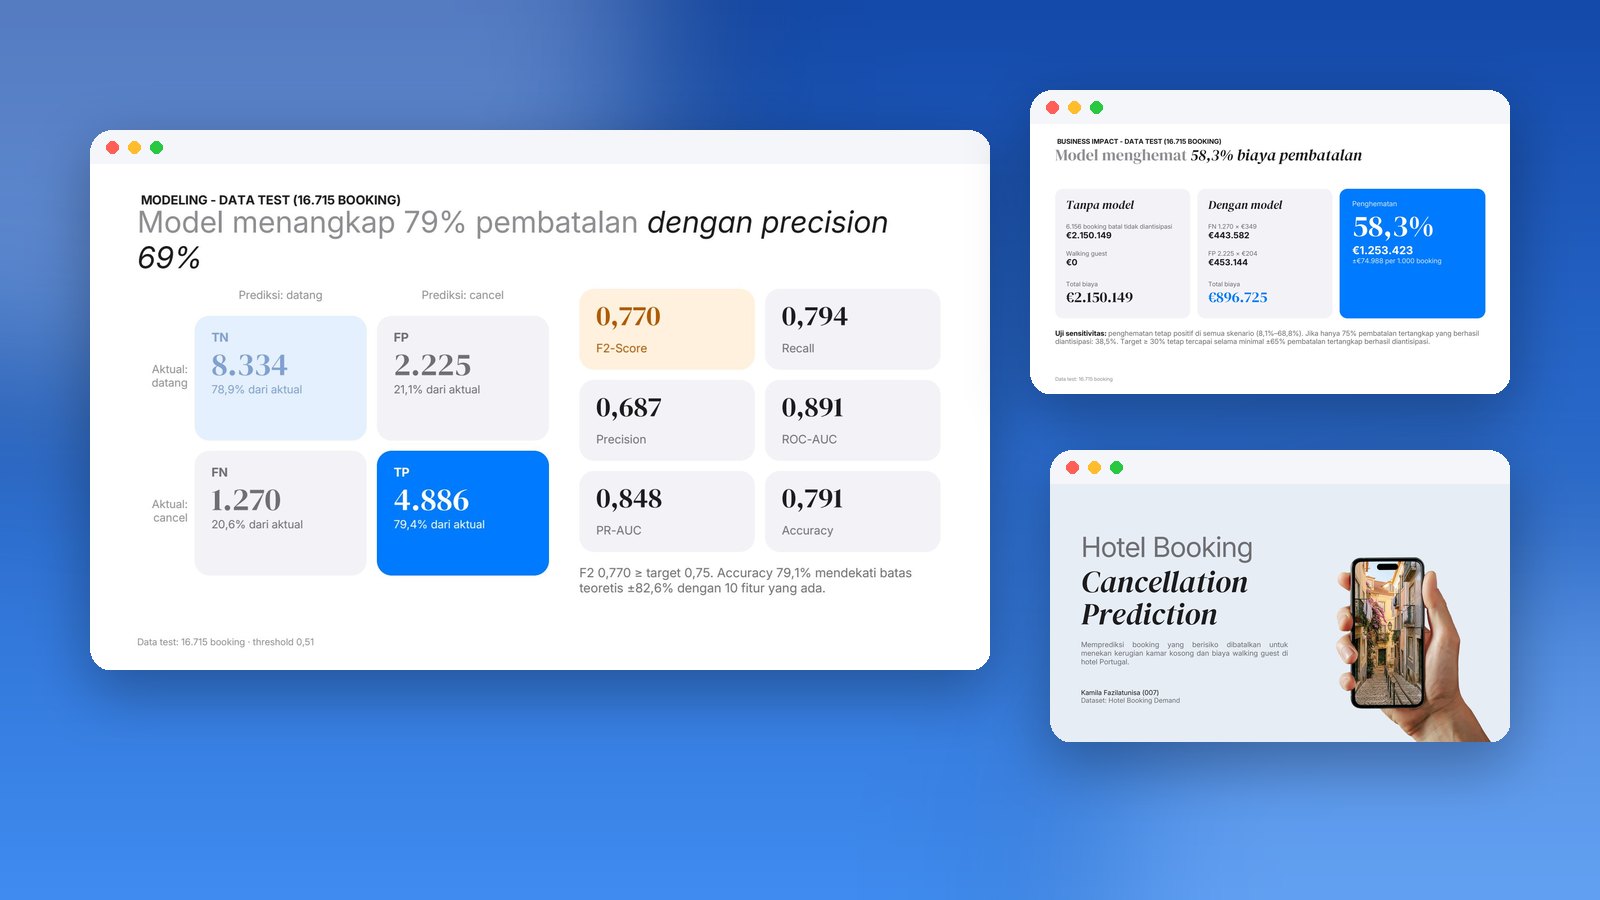 MODELING - DATA TEST (16.715 BOOKING)
Model menangkap 79% pembatalan dengan precision
69%
Prediksi: datang
Prediksi: cancel
Aktual:
datang
TN
8.334
78,9% dari aktual
FP
2.225
21,1% dari aktual
Aktual:
cancel
FN
1.270
20,6% dari aktual
TP
4.886
79,4% dari aktual
0,770
F2-Score
0,794
Recall
0,687
Precision
0,891
ROC-AUC
0,848
PR-AUC
0,791
Accuracy
F2 0,770 ≥ target 0,75. Accuracy 79,1% mendekati batas
teoretis ±82,6% dengan 10 fitur yang ada.
Data test: 16.715 booking · threshold 0,51
BUSINESS IMPACT - DATA TEST (16.715 BOOKING)
Model menghemat 58,3% biaya pembatalan
Tanpa model
6.156 booking batal tidak diantisipasi
€2.150.149
Walking guest
€0
Total biaya
€2.150.149
Dengan model
FN 1.270 × €349
€443.582
FP 2.225 × €204
€453.144
Total biaya
€896.725
Penghematan
58,3%
€1.253.423
±€74.988 per 1.000 booking
Uji sensitivitas: penghematan tetap positif di semua skenario (8,1%–68,8%). Jika hanya 75% pembatalan tertangkap yang berhasil
diantisipasi: 38,5%. Target ≥ 30% tetap tercapai selama minimal ±65% pembatalan tertangkap berhasil diantisipasi.
Data test: 16.715 booking
Hotel Booking
Cancellation
Prediction
Memprediksi booking yang berisiko dibatalkan untuk
menekan kerugian kamar kosong dan biaya walking guest di
hotel Portugal.
Kamila Fazilatunisa (007)
Dataset: Hotel Booking Demand